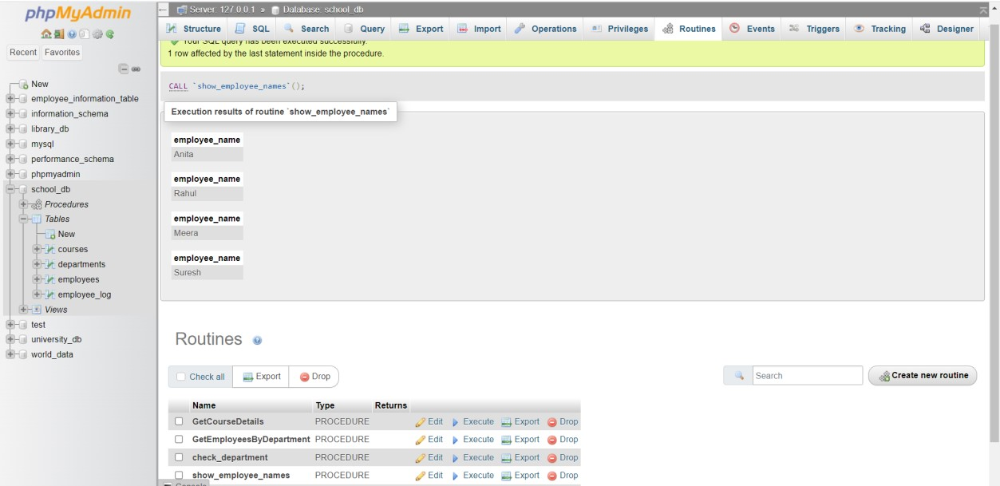 phpMyAdmin
Recent Favorites
New
employee_information_table
information_schema
library_db
mysql
performance_schema
phpmyadmin
school_db
Procedures
Tables
New
courses
departments
employees
employee_log
Views
test
university_db
world_data
Server: 127.0.0.1 » Database: school_db
Structure SQL Search Query Export Import Operations Privileges Routines Events Triggers Tracking Designer
Your SQL query has been executed successfully.
1 row affected by the last statement inside the procedure.
CALL `show_employee_names`();
Execution results of routine `show_employee_names`
employee_name
Anita
employee_name
Rahul
employee_name
Meera
employee_name
Suresh
Routines
Check all Export Drop Search Create new routine
Name Type Returns
GetCourseDetails PROCEDURE Edit Execute Export Drop
GetEmployeesByDepartment PROCEDURE Edit Execute Export Drop
check_department PROCEDURE Edit Execute Export Drop
show_employee_names PROCEDURE Edit Execute Export Drop
Console